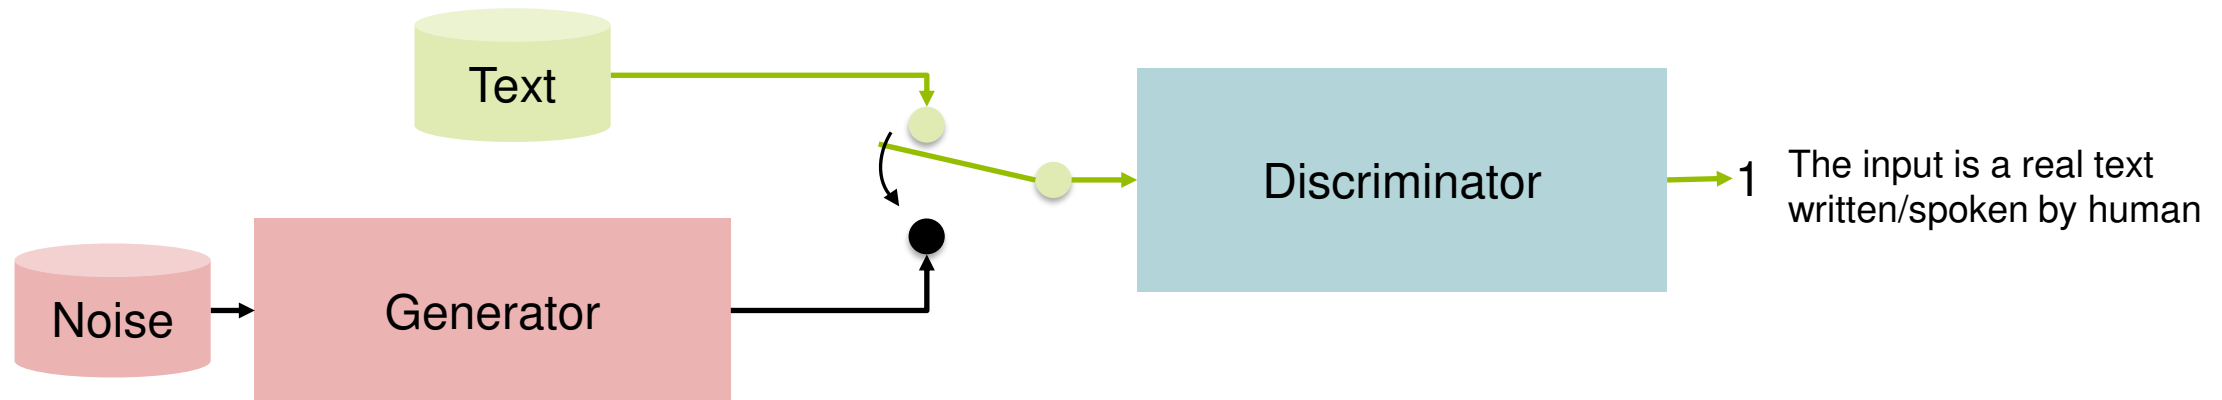 Text
Noise
Generator
Discriminator
1
The input is a real text
written/spoken by human